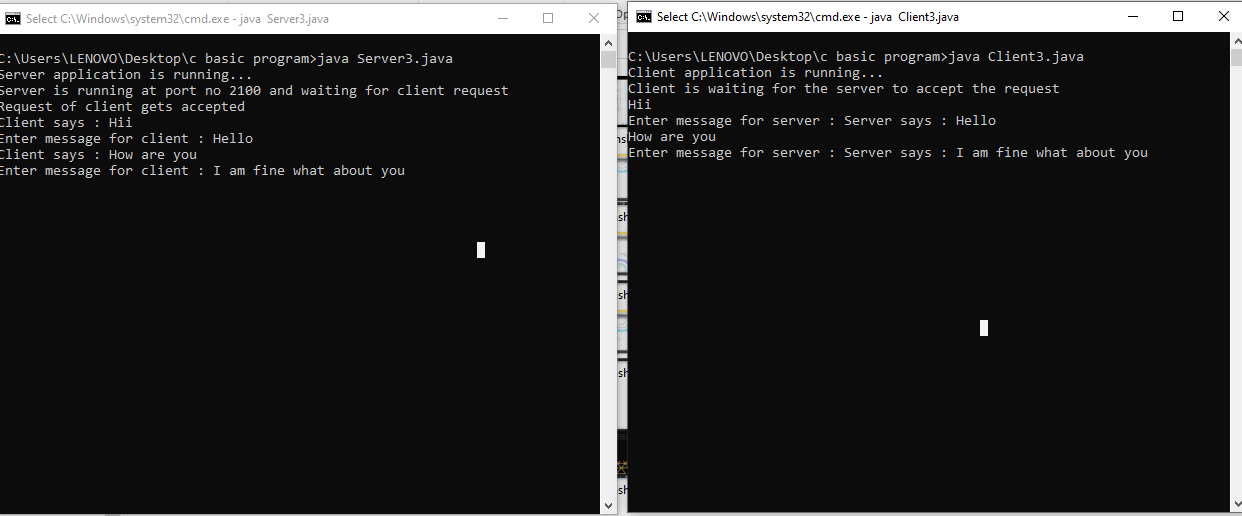 Select C:\Windows\system32\cmd.exe - java Server3.java
C:\Users\LENOVO\Desktop\c basic program>java Server3.java
Server application is running...
Server is running at port no 2100 and waiting for client request
Request of client gets accepted
Client says : Hii
Enter message for client : Hello
Client says : How are you
Enter message for client : I am fine what about you
Select C:\Windows\system32\cmd.exe - java Client3.java
C:\Users\LENOVO\Desktop\c basic program>java Client3.java
Client application is running...
Client is waiting for the server to accept the request
Hii
Enter message for server : Server says : Hello
How are you
Enter message for server : Server says : I am fine what about you